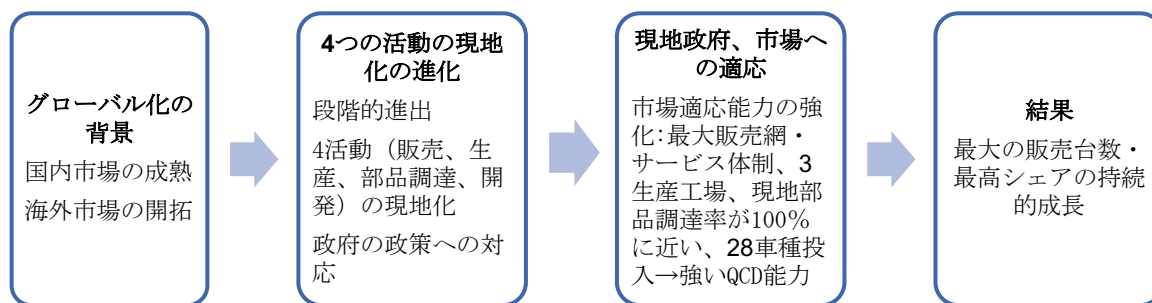 グローバル化の
背景
国内市場の成熟
海外市場の開拓
4つの活動の現地
化の進化
段階的進出
4活動（販売、生
産、部品調達、開
発）の現地化
政府の政策への対
応
現地政府、市場へ
の適応
市場適応能力の強
化:最大販売網・
サービス体制、3
生産工場、現地部
品調達率が100％
に近い、28車種投
入→強いQCD能力
結果
最大の販売台数・
最高シェアの持続
的成長